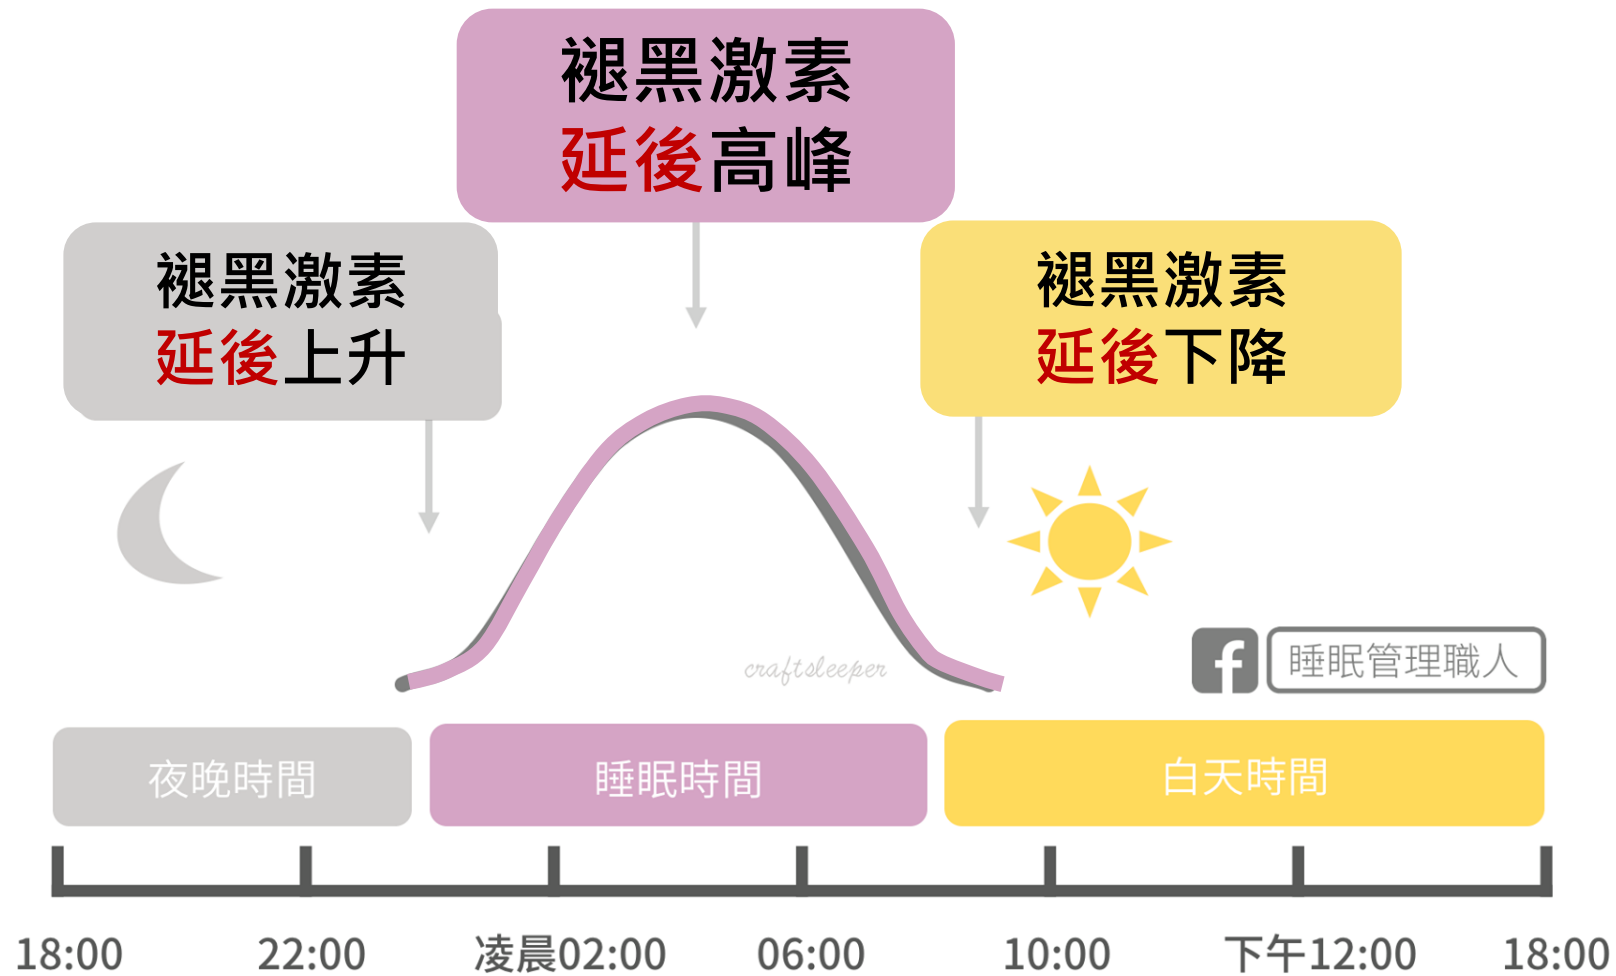 褪黑激素
延後高峰
褪黑激素
延後上升
褪黑激素
延後下降
craftsleeper
睡眠管理職人
夜晚時間
睡眠時間
白天時間
18:00
22:00
凌晨02:00
06:00
10:00
下午12:00
18:00